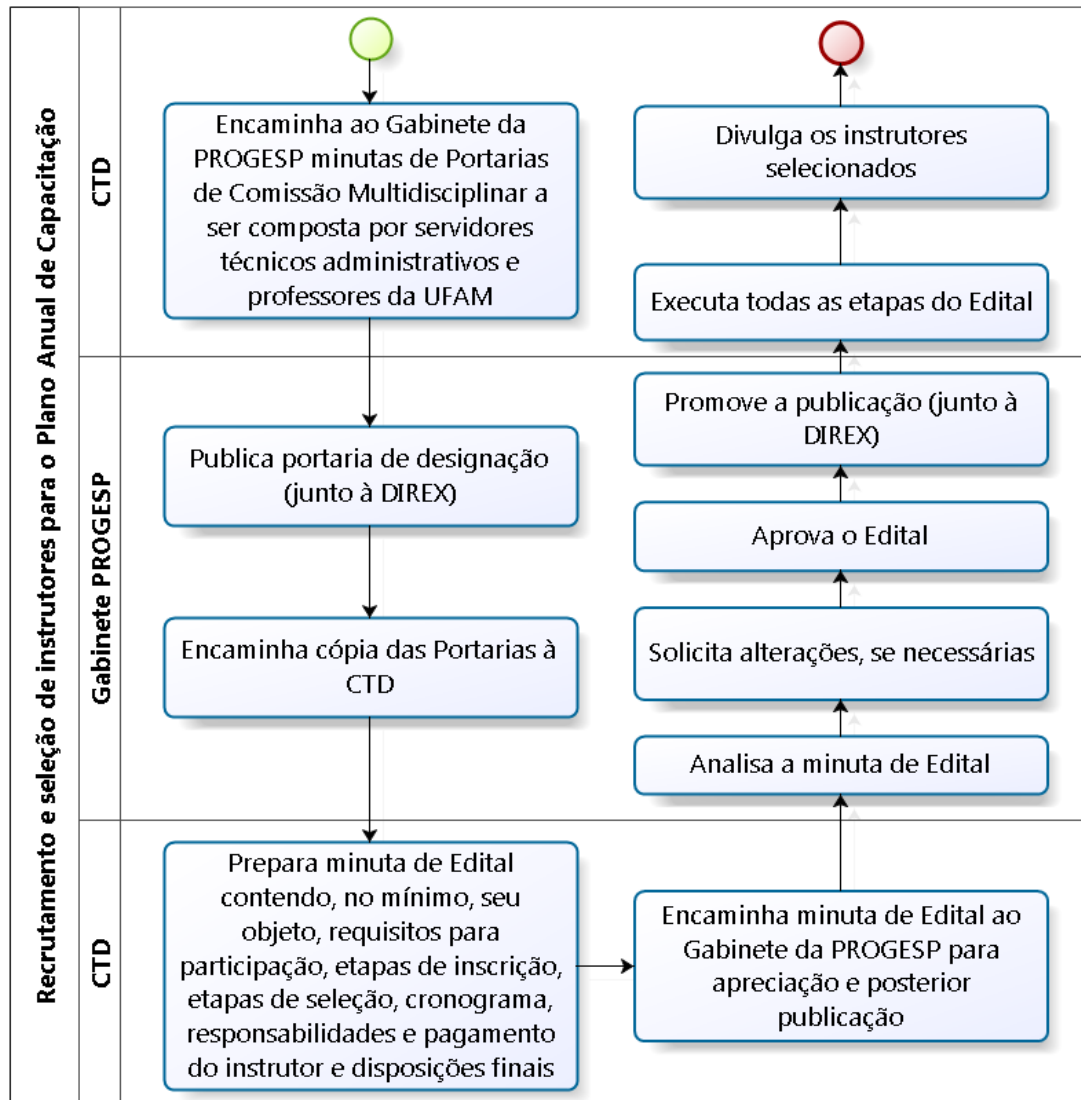 Recrutamento e seleção de instrutores para o Plano Anual de Capacitação
CTD
Encaminha ao Gabinete da
PROGESP minutas de Portarias
de Comissão Multidisciplinar a
ser composta por servidores
técnicos administrativos e
professores da UFAM
Divulga os instrutores
selecionados
Executa todas as etapas do Edital
Gabinete PROGESP
Publica portaria de designação
(junto à DIREX)
Encaminha cópia das Portarias à
CTD
Promove a publicação (junto à
DIREX)
Aprova o Edital
Solicita alterações, se necessárias
Analisa a minuta de Edital
CTD
Prepara minuta de Edital
contendo, no mínimo, seu
objeto, requisitos para
participação, etapas de inscrição,
etapas de seleção, cronograma,
responsabilidades e pagamento
do instrutor e disposições finais
Encaminha minuta de Edital ao
Gabinete da PROGESP para
apreciação e posterior
publicação